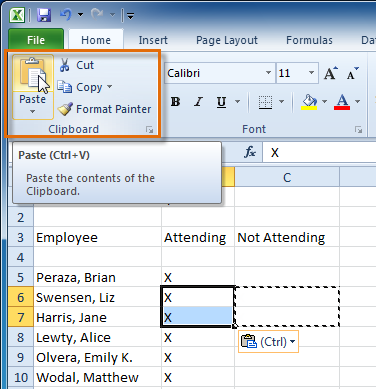 File Home Insert Page Layout Formulas
Paste
Cut
Copy
Format Painter
Clipboard
Calibri 11
B I U A
Font
Paste (Ctrl+V)
Paste the contents of the
Clipboard.
fx X
C
2
3 Employee Attending Not Attending
4
5 Peraza, Brian X
6 Swensen, Liz X
7 Harris, Jane X
(Ctrl)
8 Lewty, Alice X
9 Olvera, Emily K. X
10 Wodal, Matthew X